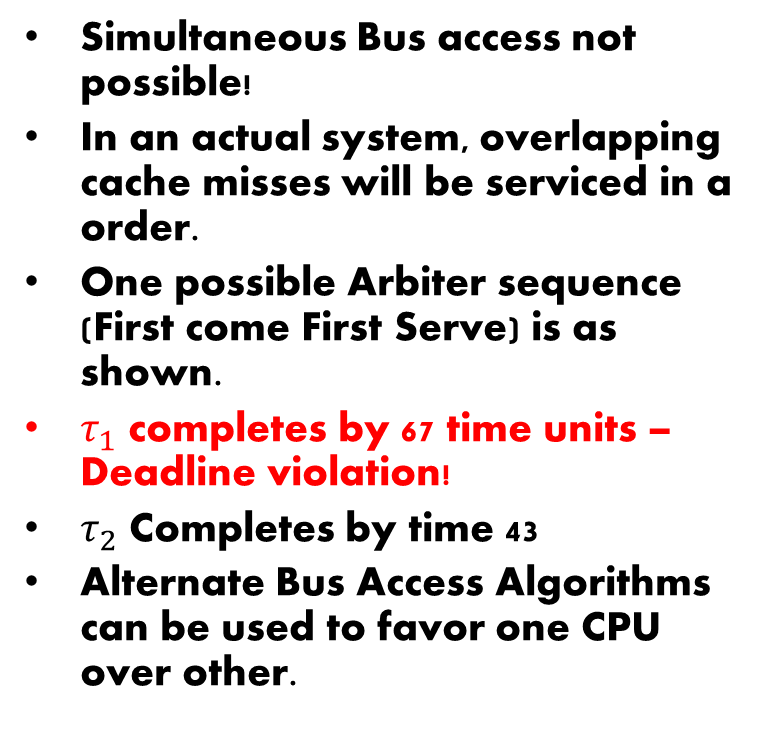 • Simultaneous Bus access not
possible!
• In an actual system, overlapping
cache misses will be serviced in a
order.
• One possible Arbiter sequence
(First come First Serve) is as
shown.
• τ₁ completes by 67 time units –
Deadline violation!
• τ₂ Completes by time 43
• Alternate Bus Access Algorithms
can be used to favor one CPU
over other.